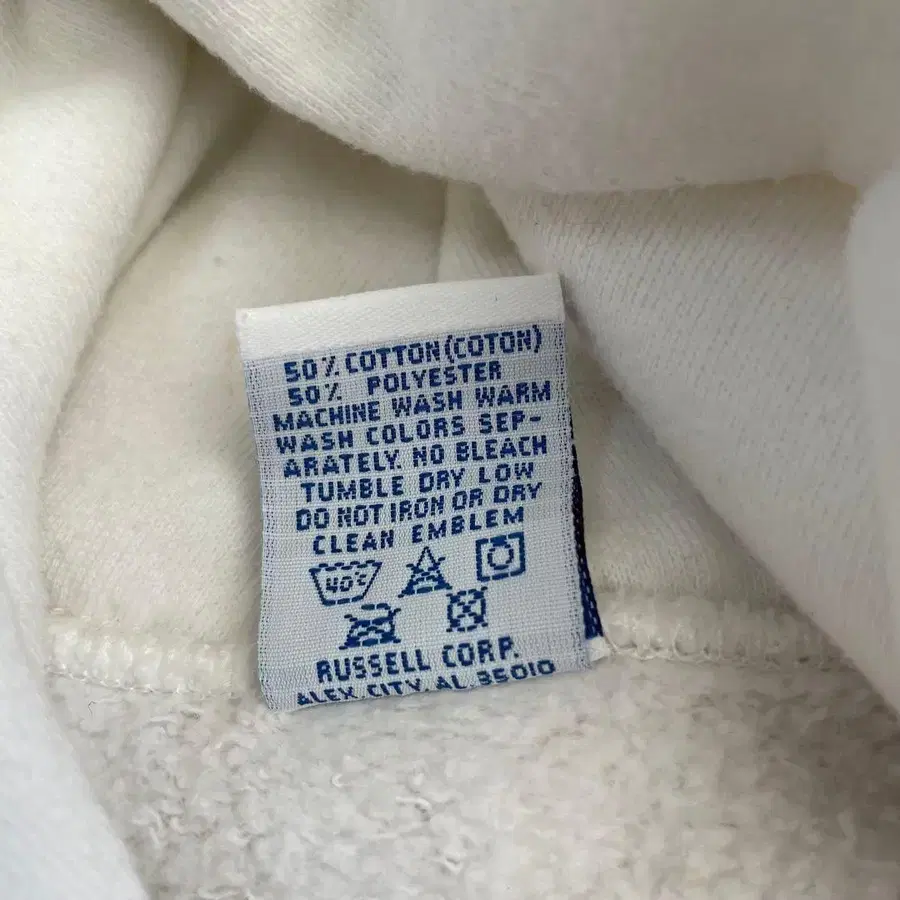 50% COTTON (COTON)
50% POLYESTER
MACHINE WASH WARM
WASH COLORS SEP-
ARATELY. NO BLEACH
TUMBLE DRY LOW
DO NOT IRON OR DRY
CLEAN EMBLEM
40°C
RUSSELL CORP.
ALEX CITY, AL 35010